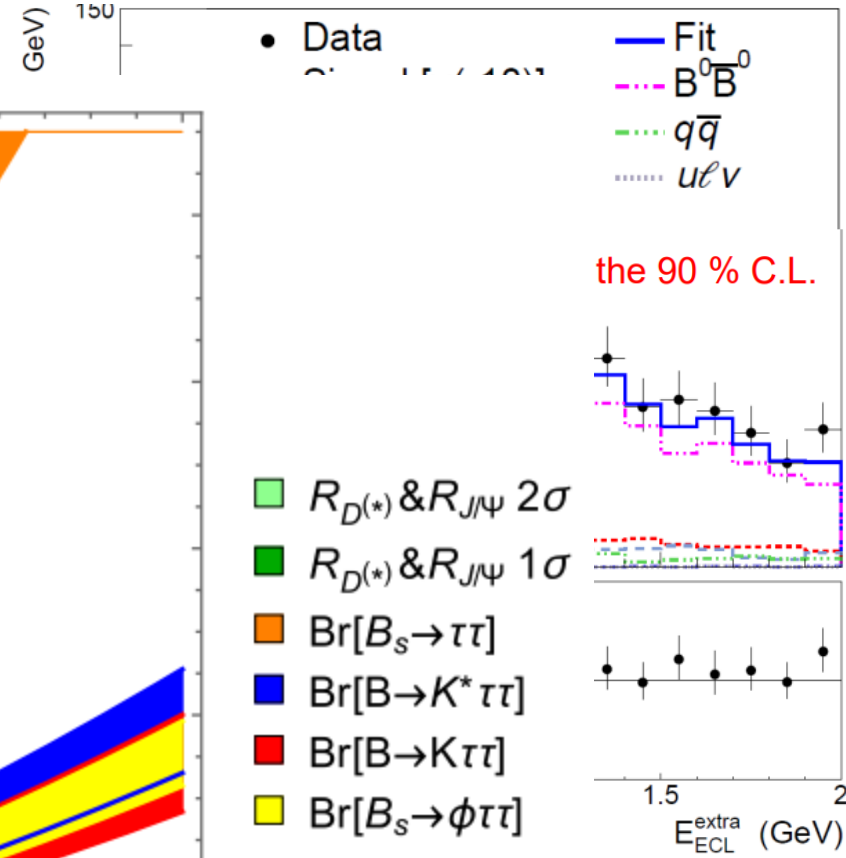 150
GeV)
Data
Fit
B⁰B̅⁰
qq̅
uℓν
the 90 % C.L.
R_D(*)&R_J/Ψ 2σ
R_D(*)&R_J/Ψ 1σ
Br[B_s→ττ]
Br[B→K*ττ]
Br[B→Kττ]
Br[B_s→ϕττ]
1.5
2
E_ECL^extra (GeV)